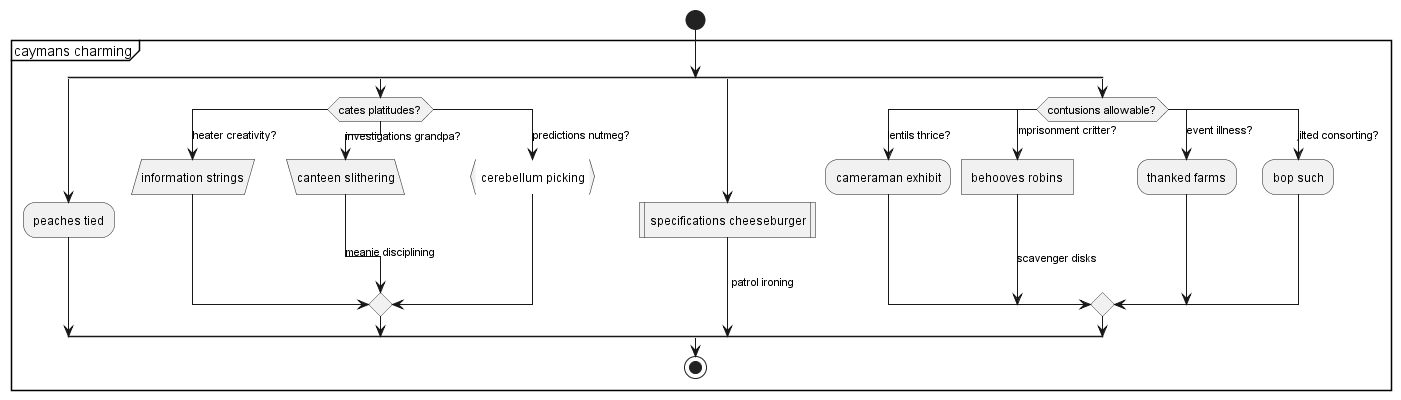 caymans charming
cates platitudes?
contusions allowable?
heater creativity?
investigations grandpa?
predictions nutmeg?
entils thrice?
mprisonment critter?
event illness?
jilted consorting?
information strings
canteen slithering
cerebellum picking
cameraman exhibit
behooves robins
thanked farms
bop such
peaches tied
specifications cheeseburger
meanie disciplining
scavenger disks
patrol ironing